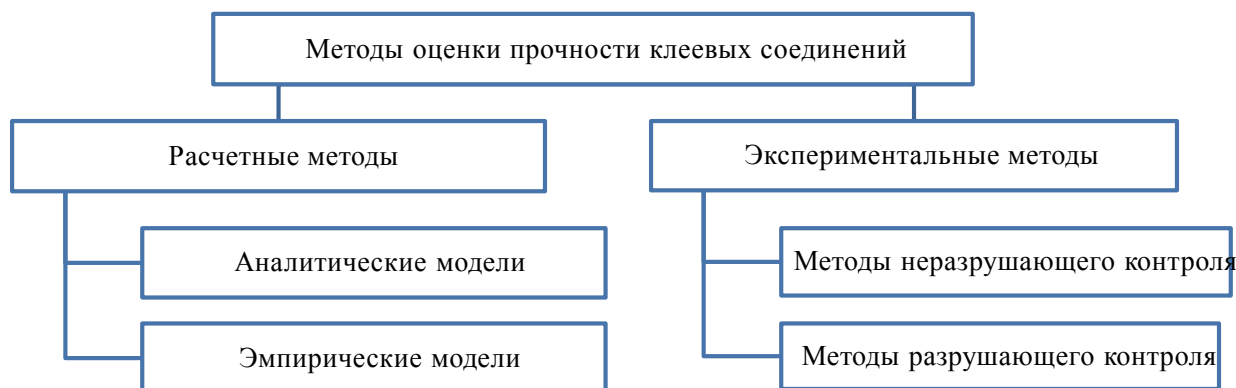 Методы оценки прочности клеевых соединений
Расчетные методы
Экспериментальные методы
Аналитические модели
Методы неразрушающего контроля
Эмпирические модели
Методы разрушающего контроля